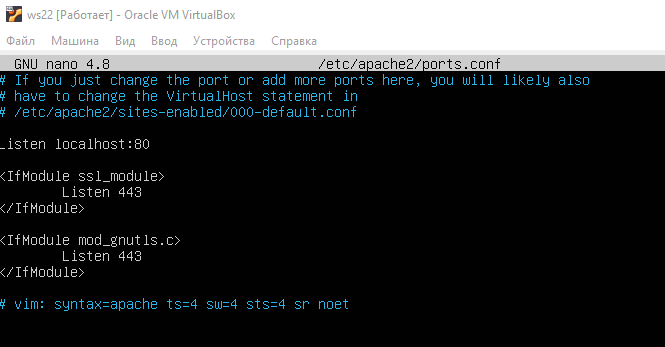 ws22 [Работает] - Oracle VM VirtualBox
Файл Машина Вид Ввод Устройства Справка
GNU nano 4.8 /etc/apache2/ports.conf
# If you just change the port or add more ports here, you will likely also
# have to change the VirtualHost statement in
# /etc/apache2/sites-enabled/000-default.conf
Listen localhost:80
<IfModule ssl_module>
Listen 443
</IfModule>
<IfModule mod_gnutls.c>
Listen 443
</IfModule>
# vim: syntax=apache ts=4 sw=4 sts=4 sr noet